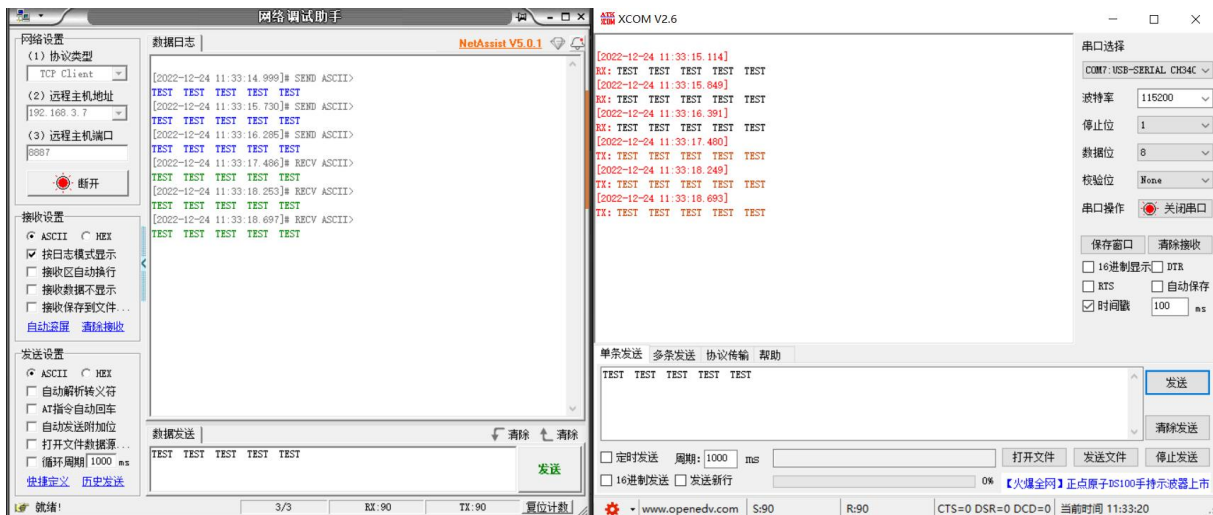 网络调试助手
网络设置
(1) 协议类型
TCP Client
(2) 远程主机地址
192.168.3.7
(3) 远程主机端口
8887
断开
接收设置
ASCII HEX
按日志模式显示
接收区自动换行
接收数据不显示
接收保存到文件...
自动滚屏 清除接收
发送设置
ASCII HEX
自动解析转义符
AT指令自动回车
自动发送附加位
打开文件数据源...
循环周期 1000 ms
快捷定义 历史发送
数据日志 NetAssist V5.0.1
[2022-12-24 11:33:14.999]# SEND ASCII>
TEST TEST TEST TEST TEST
[2022-12-24 11:33:15.730]# SEND ASCII>
TEST TEST TEST TEST TEST
[2022-12-24 11:33:16.285]# SEND ASCII>
TEST TEST TEST TEST TEST
[2022-12-24 11:33:17.486]# RECV ASCII>
TEST TEST TEST TEST TEST
[2022-12-24 11:33:18.253]# RECV ASCII>
TEST TEST TEST TEST TEST
[2022-12-24 11:33:18.697]# RECV ASCII>
TEST TEST TEST TEST TEST
数据发送 清除 清除
TEST TEST TEST TEST TEST
发送
就绪! 3/3 RX:90 TX:90 复位计数
ATK XCOM XCOM V2.6
[2022-12-24 11:33:15.114]
RX: TEST TEST TEST TEST TEST
[2022-12-24 11:33:15.849]
RX: TEST TEST TEST TEST TEST
[2022-12-24 11:33:16.391]
RX: TEST TEST TEST TEST TEST
[2022-12-24 11:33:17.480]
TX: TEST TEST TEST TEST TEST
[2022-12-24 11:33:18.249]
TX: TEST TEST TEST TEST TEST
[2022-12-24 11:33:18.693]
TX: TEST TEST TEST TEST TEST
串口选择
COM7:USB-SERIAL CH34C
波特率 115200
停止位 1
数据位 8
校验位 None
串口操作 关闭串口
保存窗口 清除接收
16进制显示 DTR
RTS 自动保存
时间戳 100 ms
单条发送 多条发送 协议传输 帮助
TEST TEST TEST TEST TEST
发送
清除发送
定时发送 周期: 1000 ms 打开文件 发送文件 停止发送
16进制发送 发送新行 0% 【火爆全网】正点原子DS100手持示波器上市
www.openedv.com S:90 R:90 CTS=0 DSR=0 DCD=0 当前时间 11:33:20